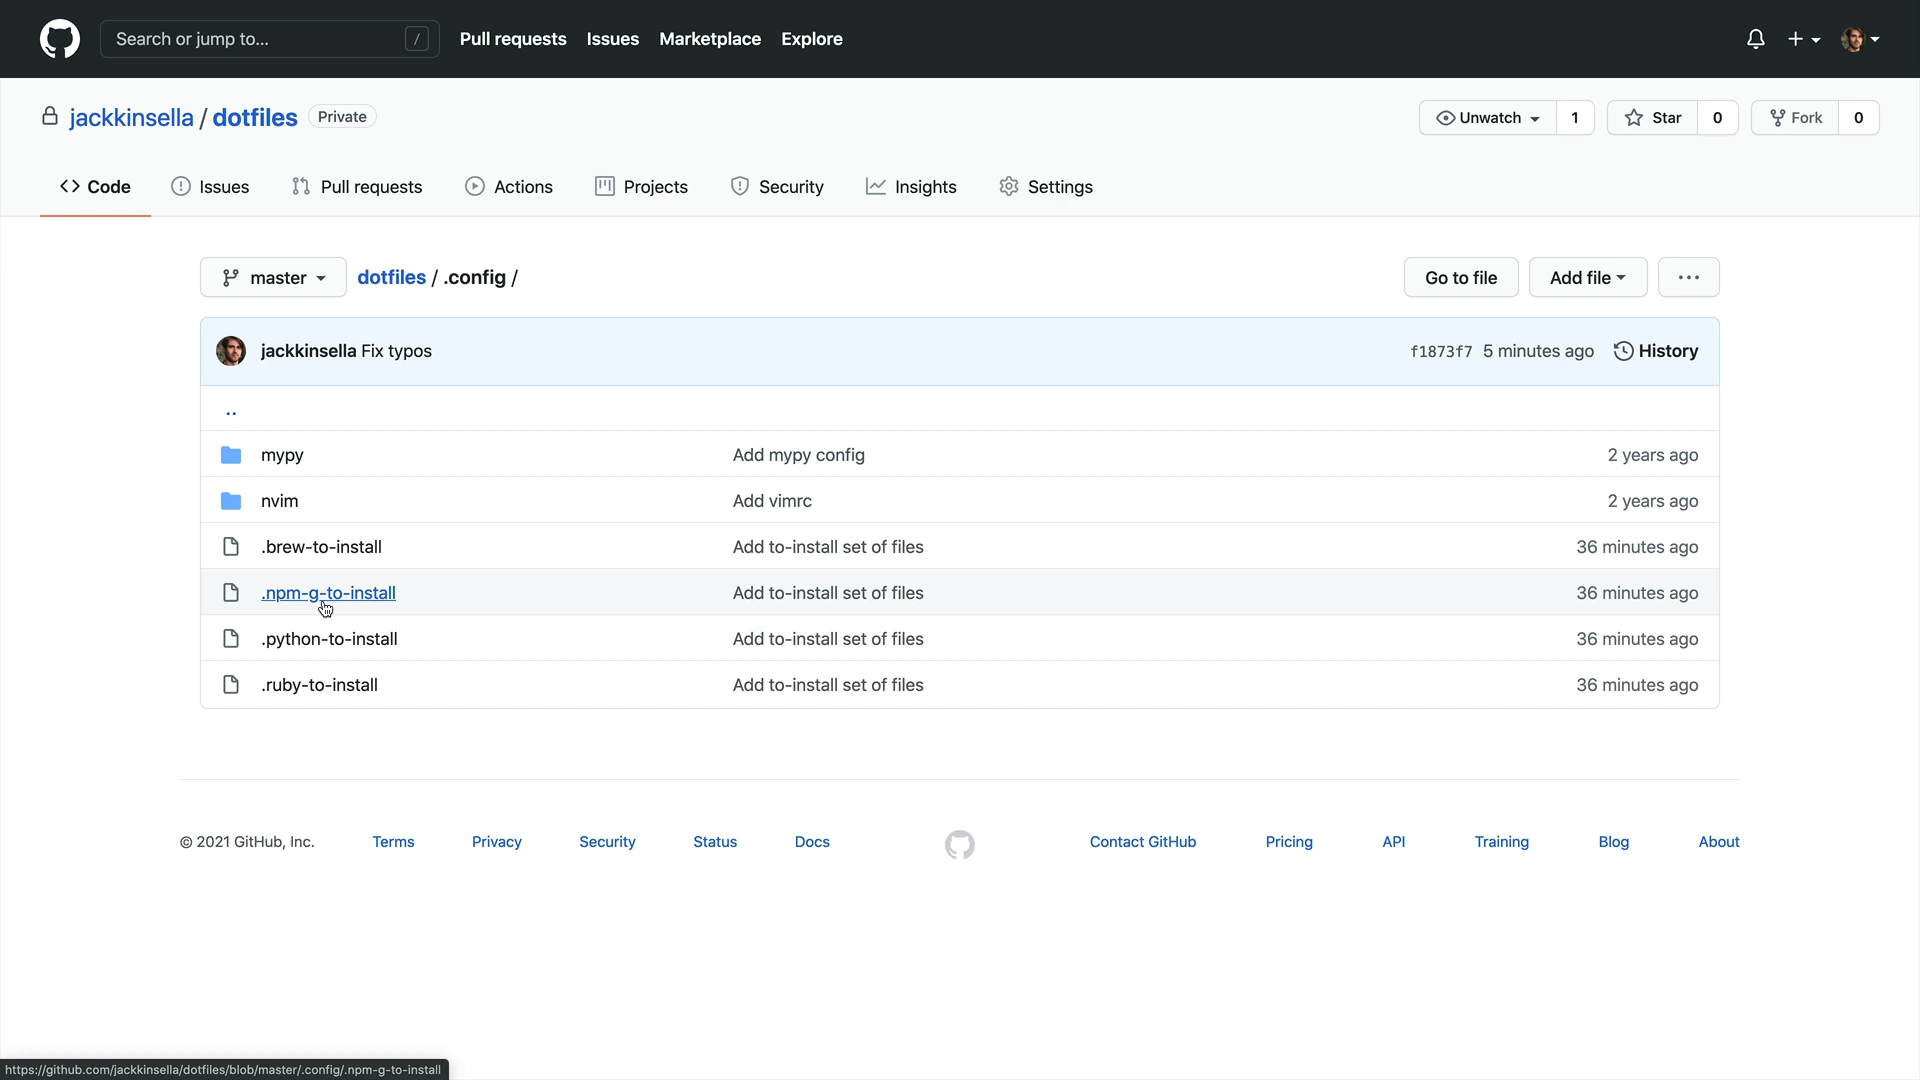 Search or jump to... /
Pull requests Issues Marketplace Explore
jackkinsella / dotfiles Private
Unwatch 1 Star 0 Fork 0
Code Issues Pull requests Actions Projects Security Insights Settings
master dotfiles / .config /
Go to file Add file ...
jackkinsella Fix typos f1873f7 5 minutes ago History
..
mypy Add mypy config 2 years ago
nvim Add vimrc 2 years ago
.brew-to-install Add to-install set of files 36 minutes ago
.npm-g-to-install Add to-install set of files 36 minutes ago
.python-to-install Add to-install set of files 36 minutes ago
.ruby-to-install Add to-install set of files 36 minutes ago
© 2021 GitHub, Inc. Terms Privacy Security Status Docs Contact GitHub Pricing API Training Blog About
https://github.com/jackkinsella/dotfiles/blob/master/.config/.npm-g-to-install